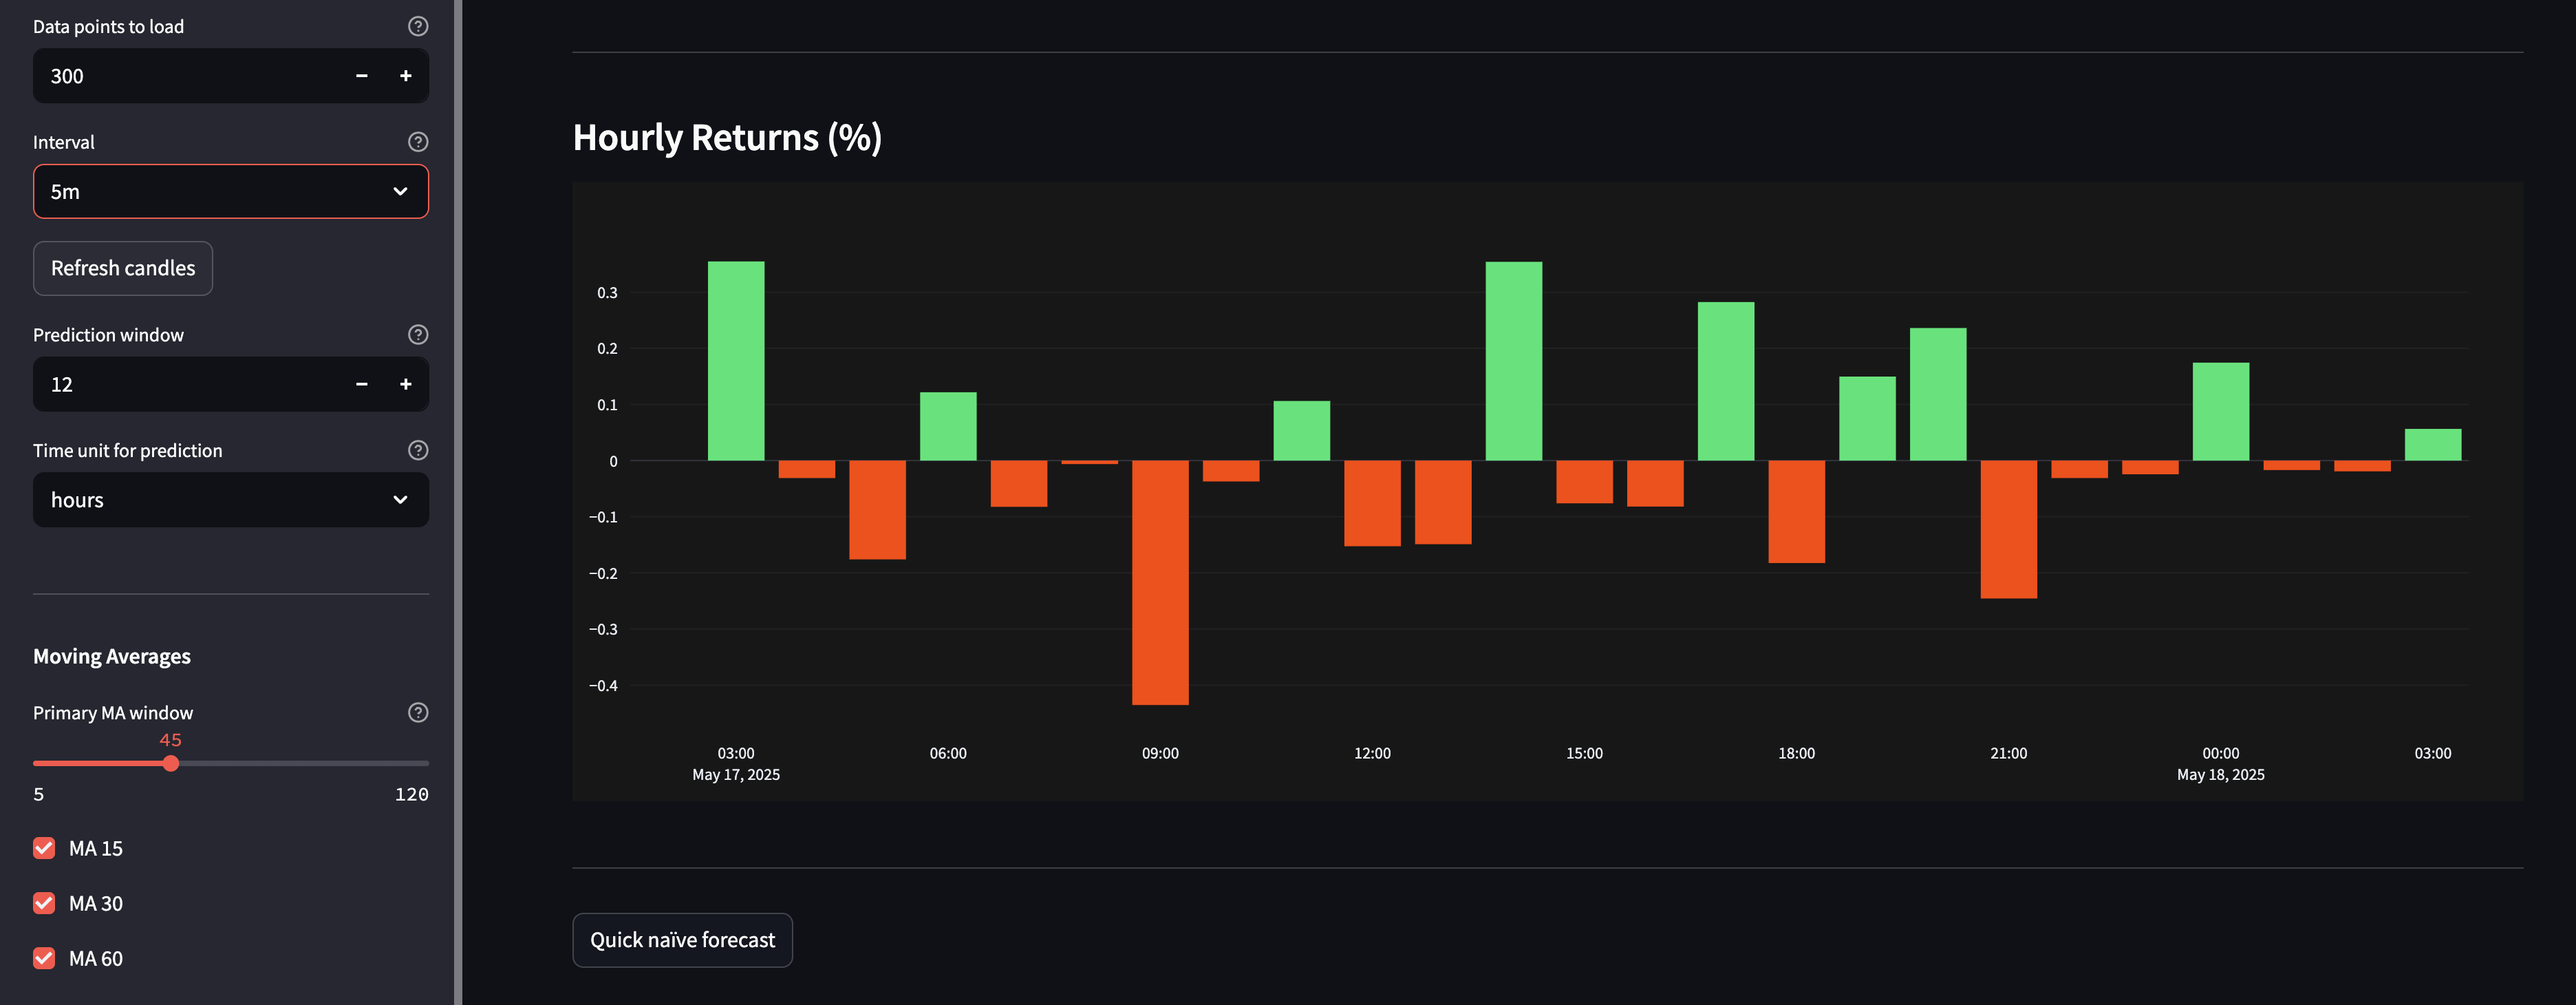 Data points to load
300
Interval
5m
Refresh candles
Prediction window
12
Time unit for prediction
hours
Moving Averages
Primary MA window
45
5 120
MA 15
MA 30
MA 60
Hourly Returns (%)
0.3
0.2
0.1
0
−0.1
−0.2
−0.3
−0.4
03:00 06:00 09:00 12:00 15:00 18:00 21:00 00:00 03:00
May 17, 2025 May 18, 2025
Quick naïve forecast